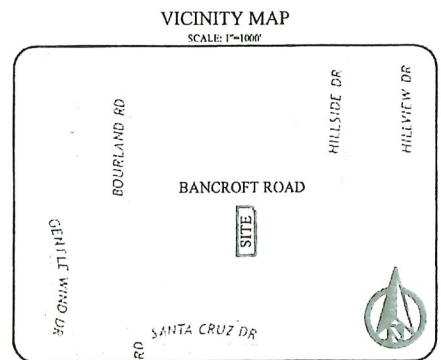 VICINITY MAP
SCALE: 1"=1000'
HILLSIDE DR
HILLVIEW DR
BOURLAND RD
BANCROFT ROAD
SITE
GENTLE WIND DR
SANTA CRUZ DR
RD
N